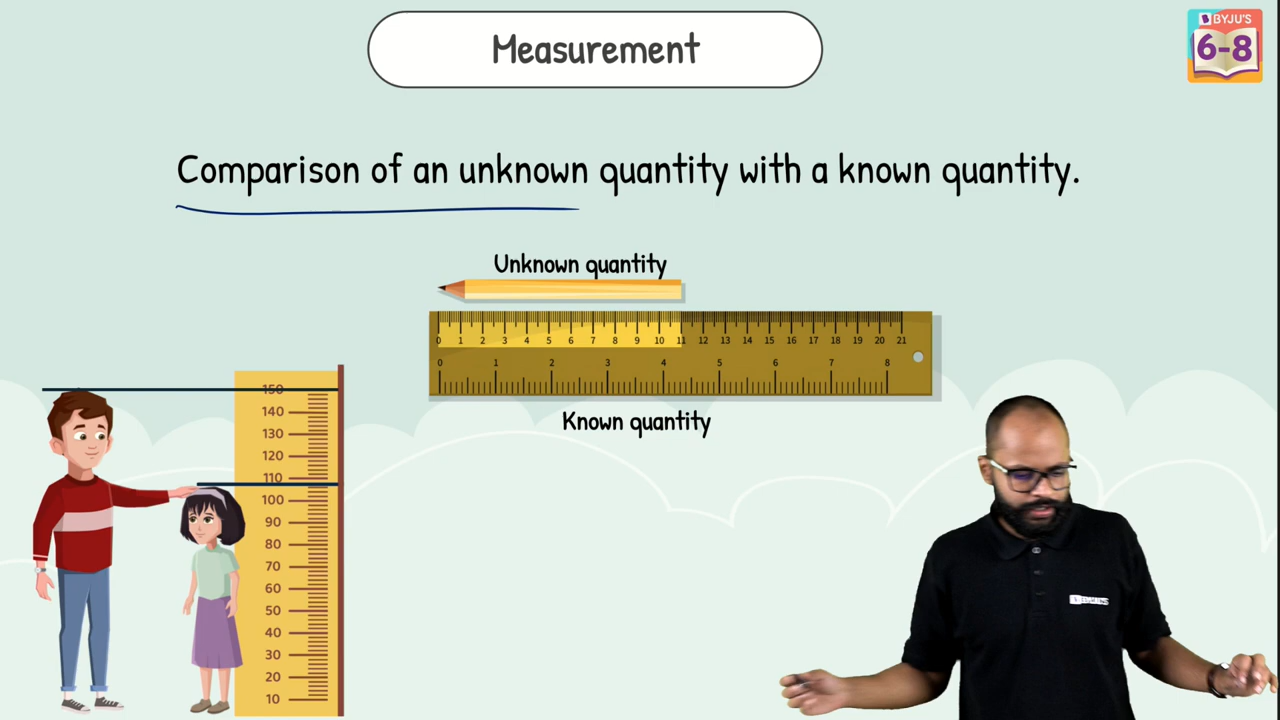 Measurement
BYJU'S
6-8
Comparison of an unknown quantity with a known quantity.
Unknown quantity
0 1 2 3 4 5 6 7 8 9 10 11 12 13 14 15 16 17 18 19 20 21
0 1 2 3 4 5 6 7 8
Known quantity
150
140
130
120
110
100
90
80
70
60
50
40
30
20
10